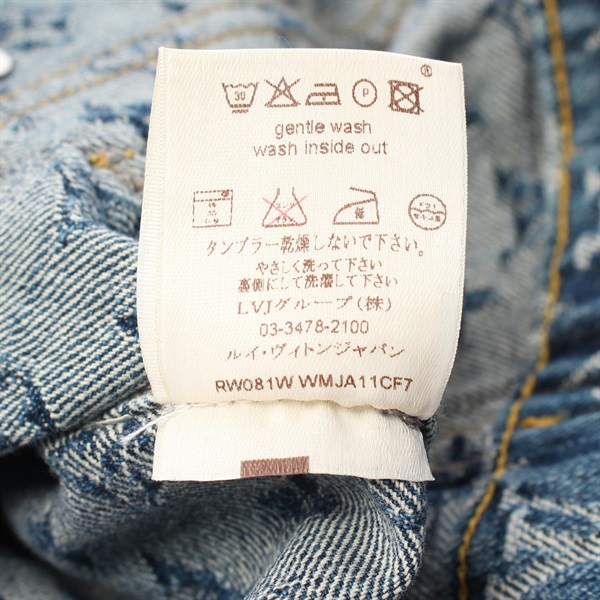 30 P ®
gentle wash
wash inside out
タンブラー乾燥しないで下さい。
やさしく洗って下さい
裏側にして洗濯して下さい
LVJグループ(株)
03-3478-2100
ルイ・ヴィトンジャパン
RW081W WMJA11CF7